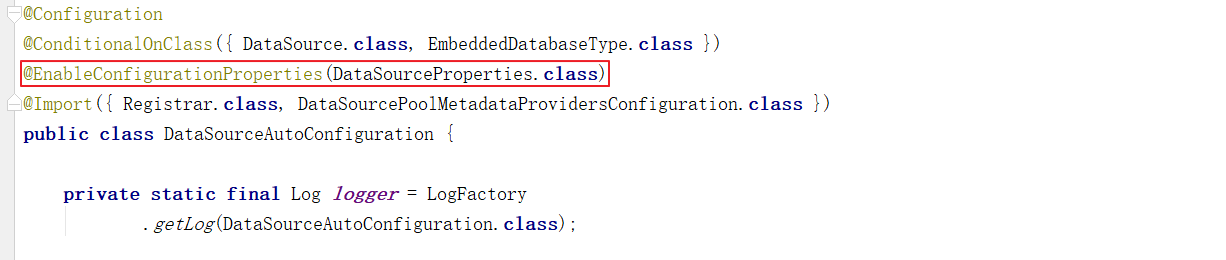 @Configuration
@ConditionalOnClass({ DataSource.class, EmbeddedDatabaseType.class })
@EnableConfigurationProperties(DataSourceProperties.class)
@Import({ Registrar.class, DataSourcePoolMetadataProvidersConfiguration.class })
public class DataSourceAutoConfiguration {
private static final Log logger = LogFactory
.getLog(DataSourceAutoConfiguration.class);